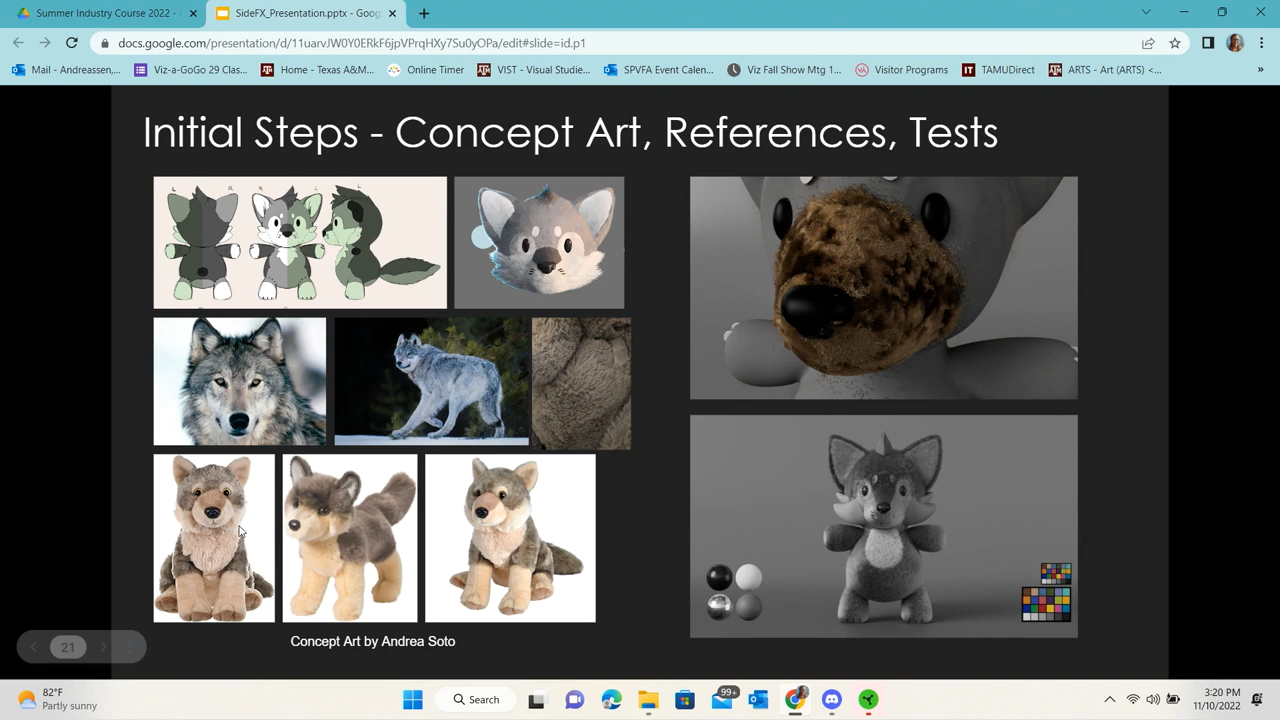 Summer Industry Course 2022 -
SideFX_Presentation.pptx - Goog
docs.google.com/presentation/d/11uarvJW0Y0ERkF6jpVPrqHXy7Su0yOPa/edit#slide=id.p1
Mail - Andreassen,...
Viz-a-GoGo 29 Clas...
Home - Texas A&M...
Online Timer
VIST - Visual Studie...
SPVFA Event Calen...
Viz Fall Show Mtg 1...
Visitor Programs
TAMUDirect
ARTS - Art (ARTS) <...
»
Initial Steps - Concept Art, References, Tests
L R R L L
Concept Art by Andrea Soto
21
82°F
Partly sunny
Search
99+
3:20 PM
11/10/2022